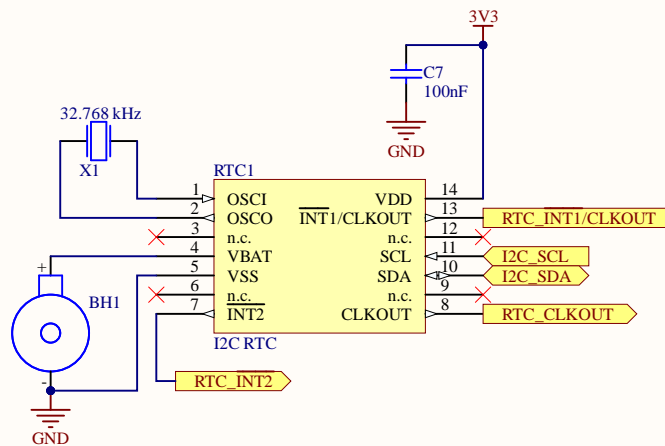 3V3
C7
100nF
GND
32.768 kHz
X1
RTC1
1 OSCI VDD 14
2 OSCO INT1/CLKOUT 13 RTC_INT1/CLKOUT
3 n.c. n.c. 12
4 VBAT SCL 11 I2C_SCL
5 VSS SDA 10 I2C_SDA
6 n.c. n.c. 9
7 INT2 CLKOUT 8 RTC_CLKOUT
I2C RTC
+
BH1
-
RTC_INT2
GND